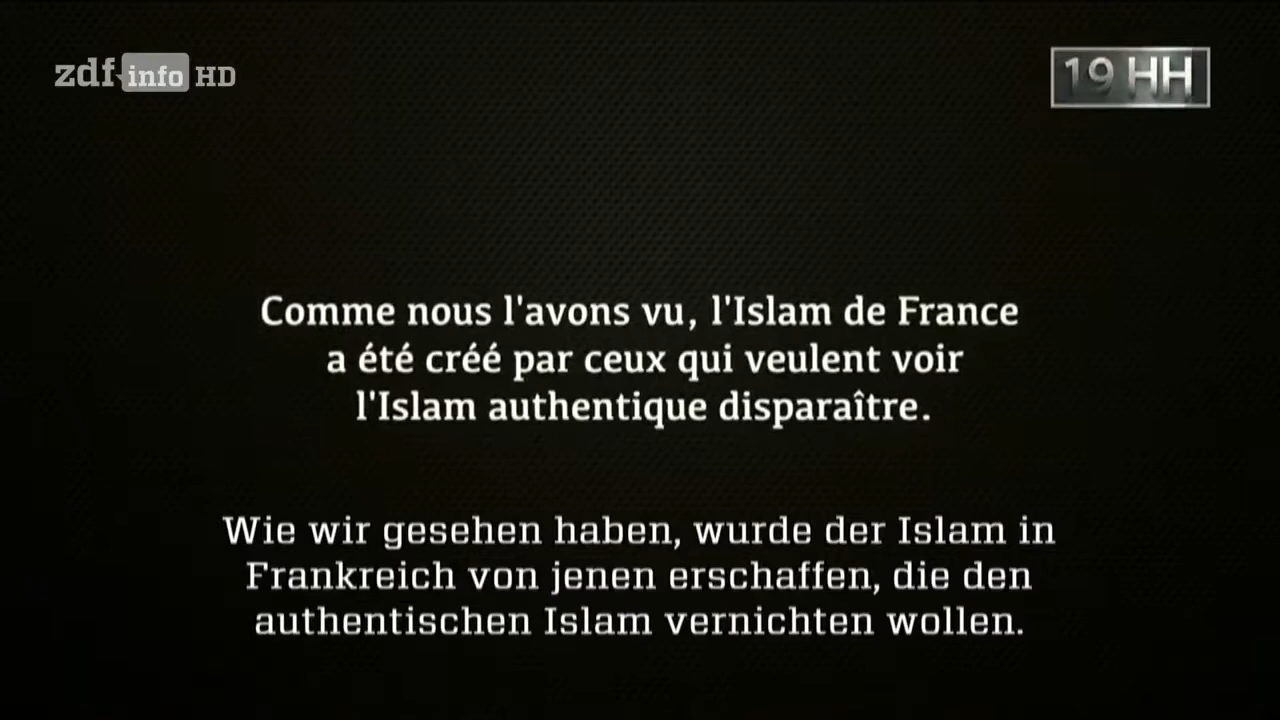 zdf info HD
19 HH
Comme nous l'avons vu, l'Islam de France
a été créé par ceux qui veulent voir
l'Islam authentique disparaître.
Wie wir gesehen haben, wurde der Islam in
Frankreich von jenen erschaffen, die den
authentischen Islam vernichten wollen.